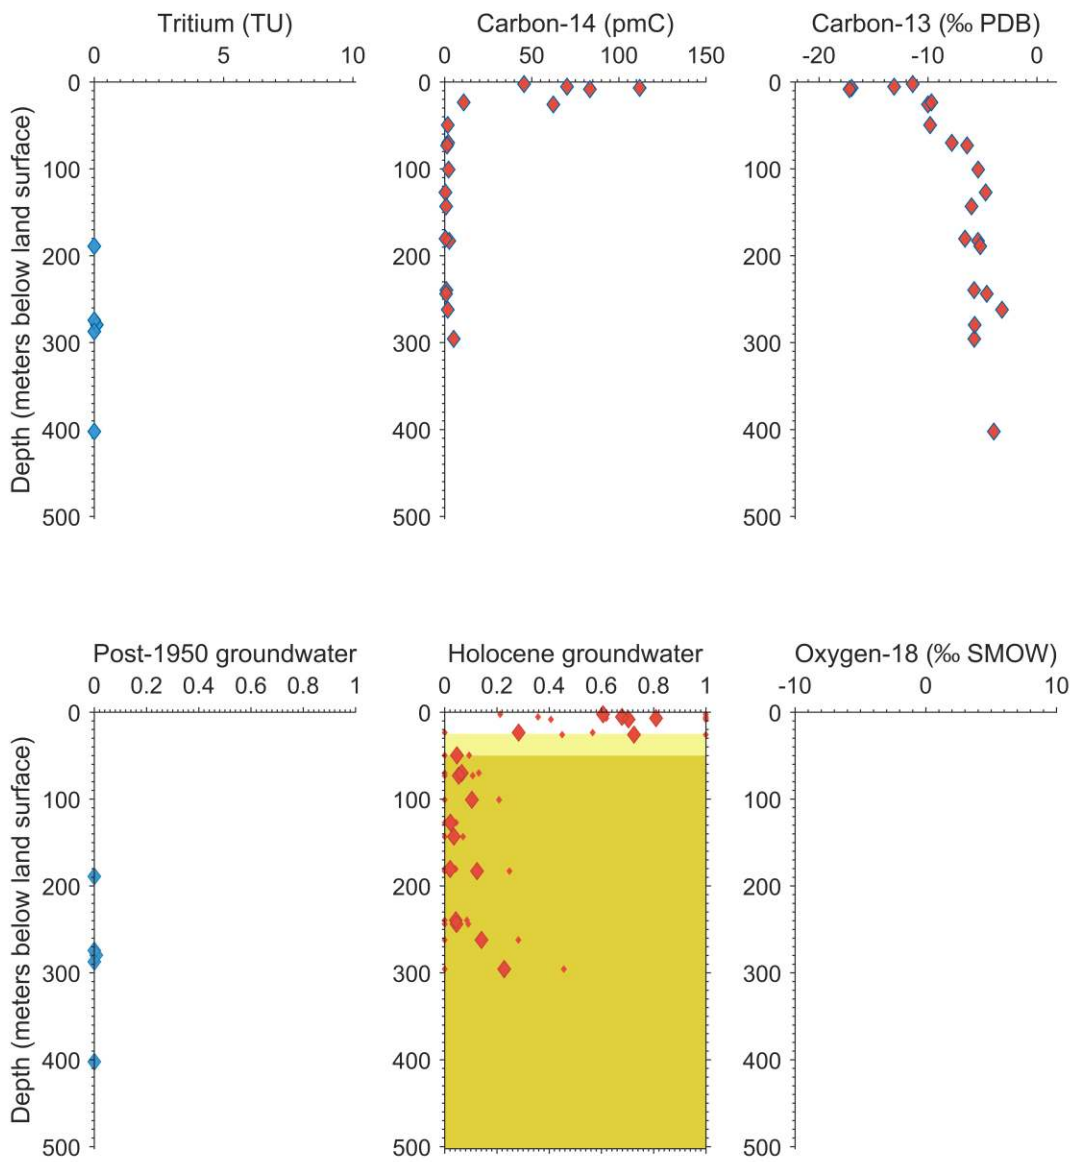 Tritium (TU) Carbon-14 (pmC) Carbon-13 (‰ PDB)
0 5 10 0 50 100 150 -20 -10 0
0 0 0
100 100 100
200 200 200
300 300 300
400 400 400
500 500 500
Depth (meters below land surface)
Post-1950 groundwater Holocene groundwater Oxygen-18 (‰ SMOW)
0 0.2 0.4 0.6 0.8 1 0 0.2 0.4 0.6 0.8 1 -10 0 10
0 0 0
100 100 100
200 200 200
300 300 300
400 400 400
500 500 500
Depth (meters below land surface)